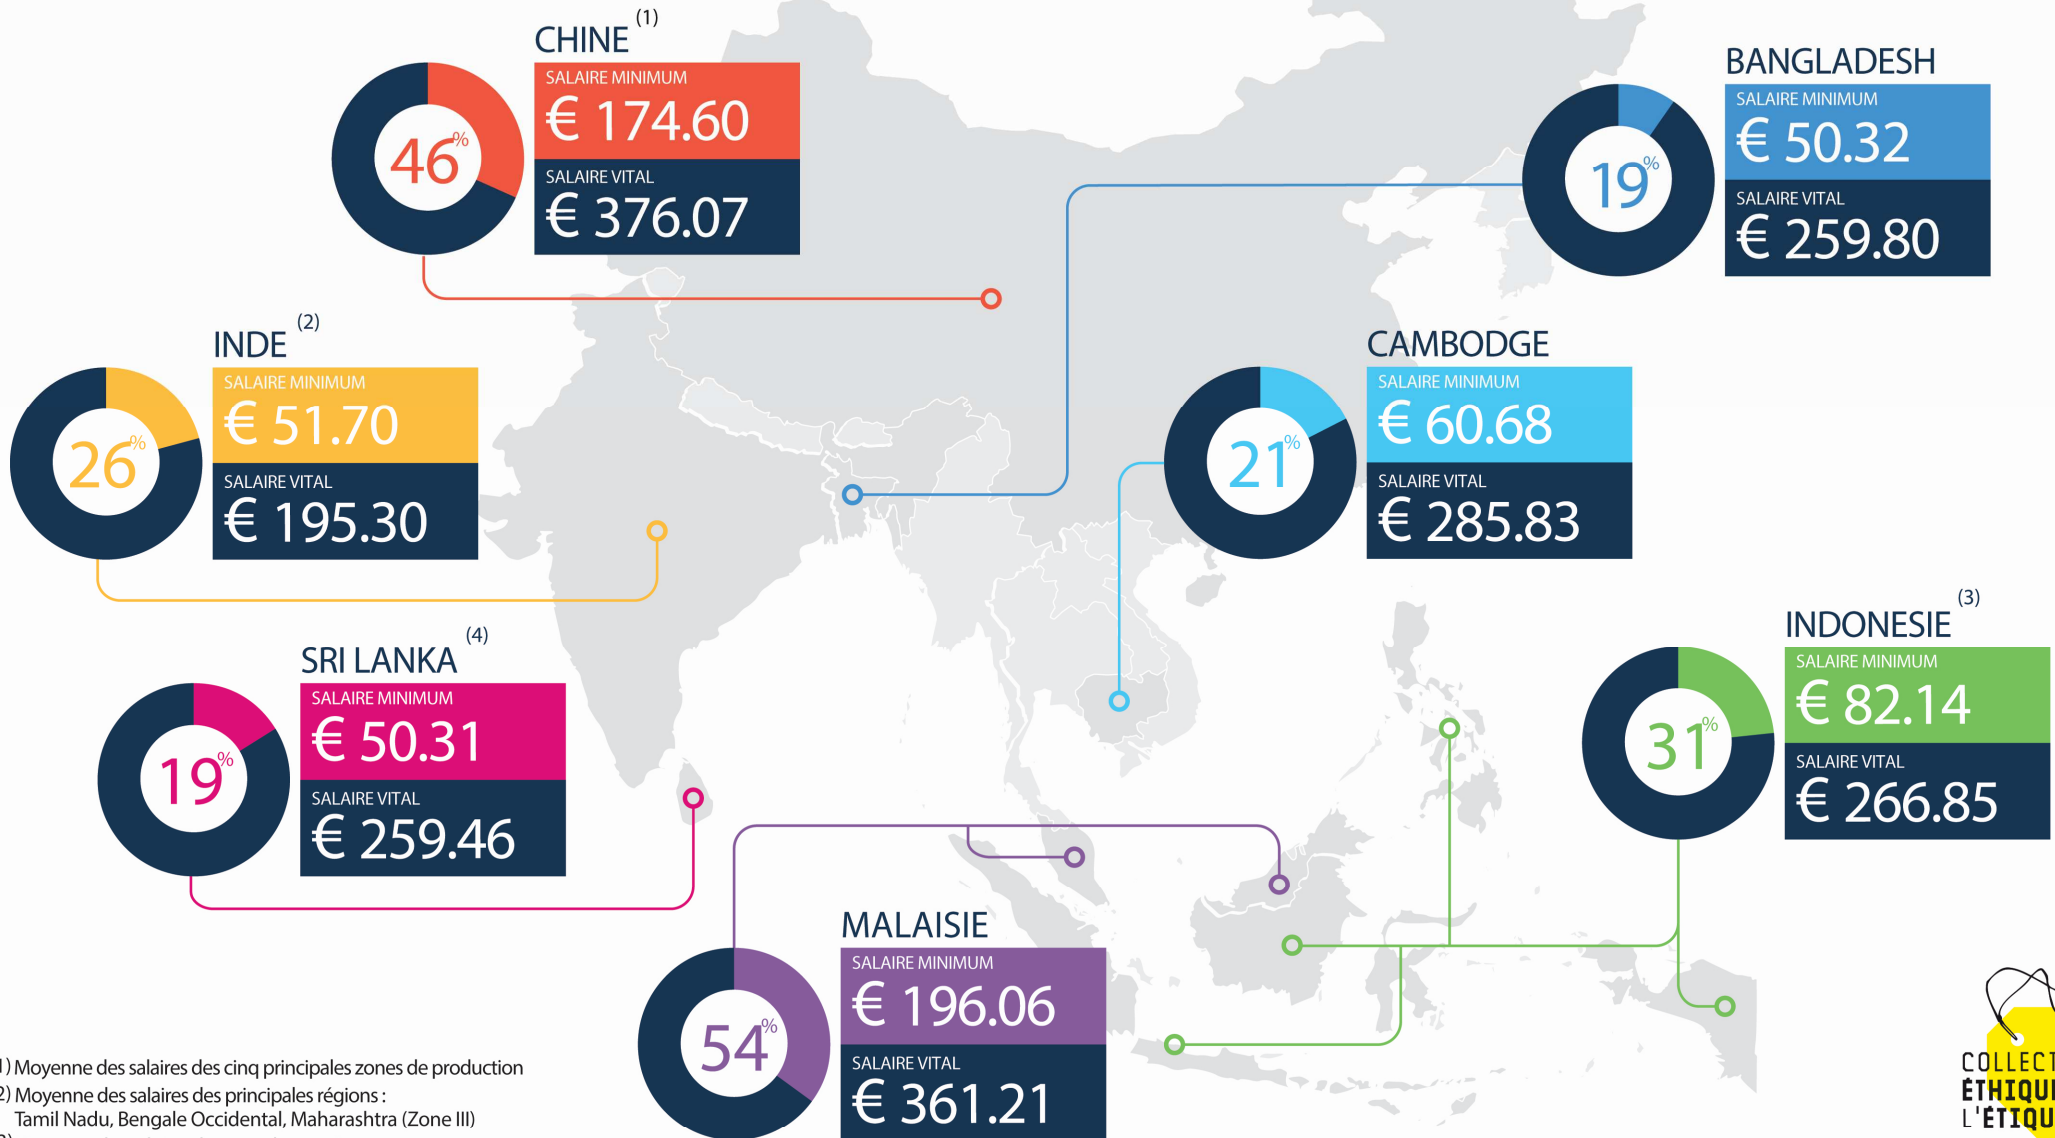 CHINE (1)
SALAIRE MINIMUM
€ 174.60
SALAIRE VITAL
€ 376.07
46%
BANGLADESH
SALAIRE MINIMUM
€ 50.32
SALAIRE VITAL
€ 259.80
19%
INDE (2)
SALAIRE MINIMUM
€ 51.70
SALAIRE VITAL
€ 195.30
26%
CAMBODGE
SALAIRE MINIMUM
€ 60.68
SALAIRE VITAL
€ 285.83
21%
SRI LANKA (4)
SALAIRE MINIMUM
€ 50.31
SALAIRE VITAL
€ 259.46
19%
INDONESIE (3)
SALAIRE MINIMUM
€ 82.14
SALAIRE VITAL
€ 266.85
31%
MALAISIE
SALAIRE MINIMUM
€ 196.06
SALAIRE VITAL
€ 361.21
54%
1) Moyenne des salaires des cinq principales zones de production
2) Moyenne des salaires des principales régions :
Tamil Nadu, Bengale Occidental, Maharashtra (Zone III)
COLLECT
ÉTHIQU
L'ÉTIQU